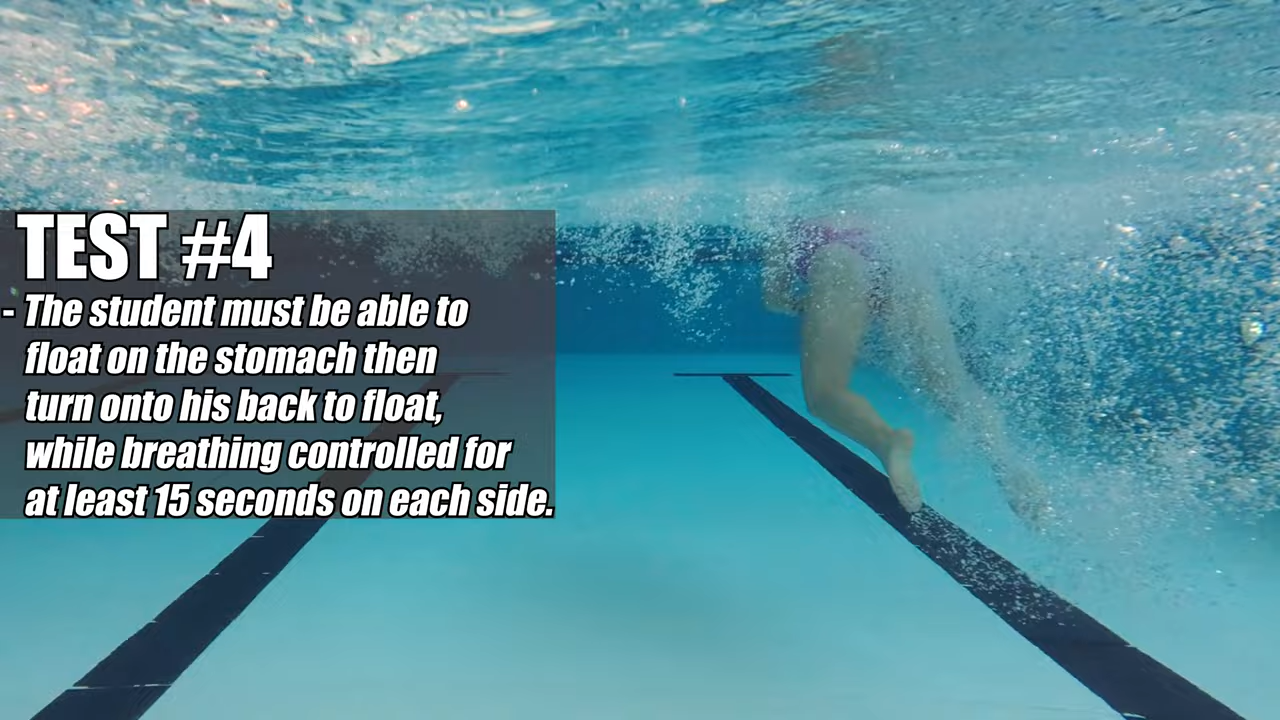 TEST #4
- The student must be able to
float on the stomach then
turn onto his back to float,
while breathing controlled for
at least 15 seconds on each side.